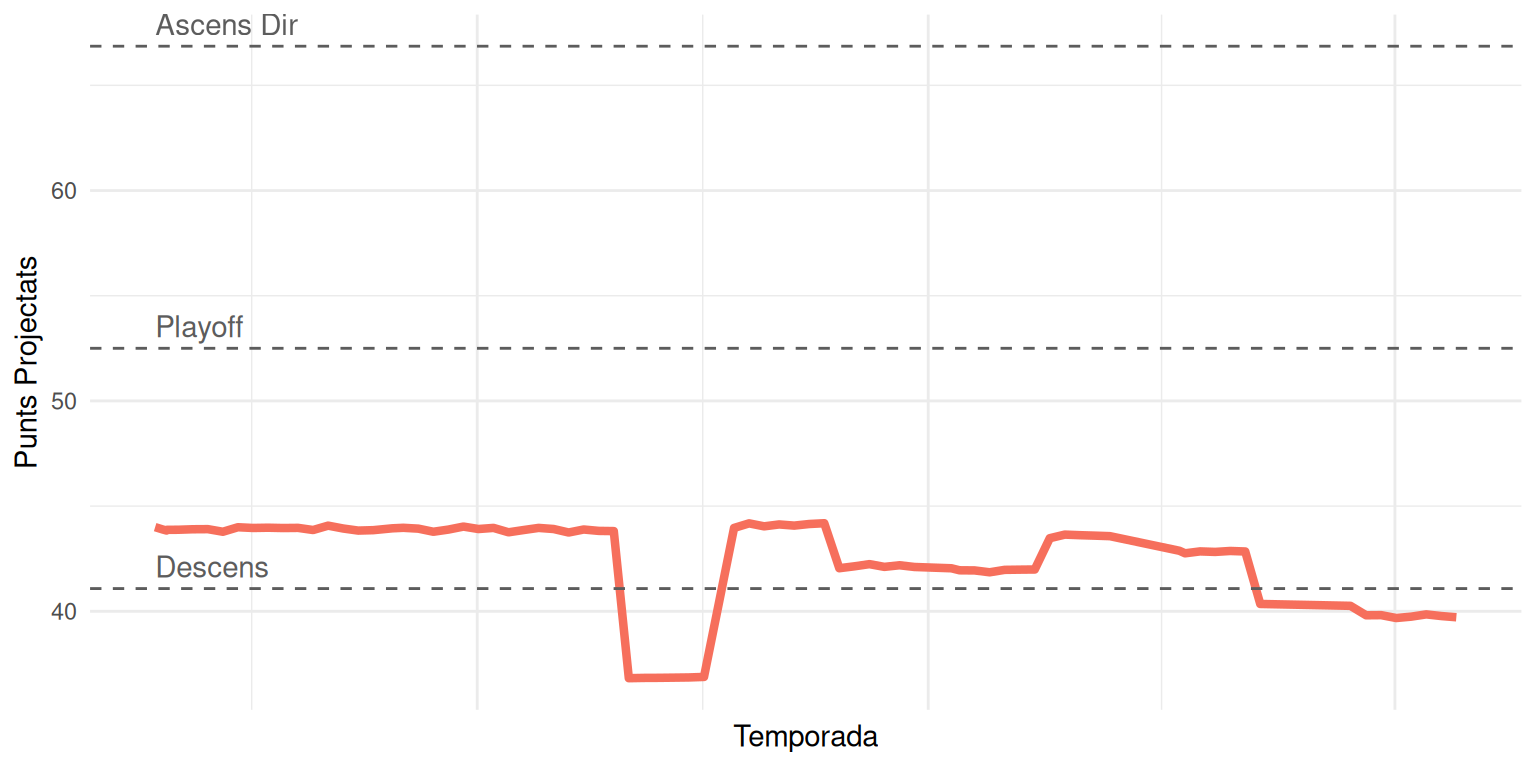 Ascens Dir
60
Playoff
50
Descens
40
Punts Projectats
Temporada